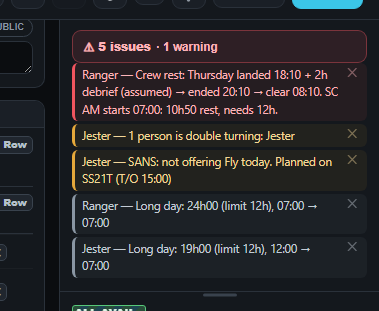 PUBLIC
⚠ 5 issues · 1 warning
Ranger — Crew rest: Thursday landed 18:10 + 2h
debrief (assumed) → ended 20:10 → clear 08:10. SC
AM starts 07:00: 10h50 rest, needs 12h.
Row
Jester — 1 person is double turning: Jester
Jester — SANS: not offering Fly today. Planned on
SS21T (T/O 15:00)
Row
Ranger — Long day: 24h00 (limit 12h), 07:00 →
07:00
Jester — Long day: 19h00 (limit 12h), 12:00 →
07:00